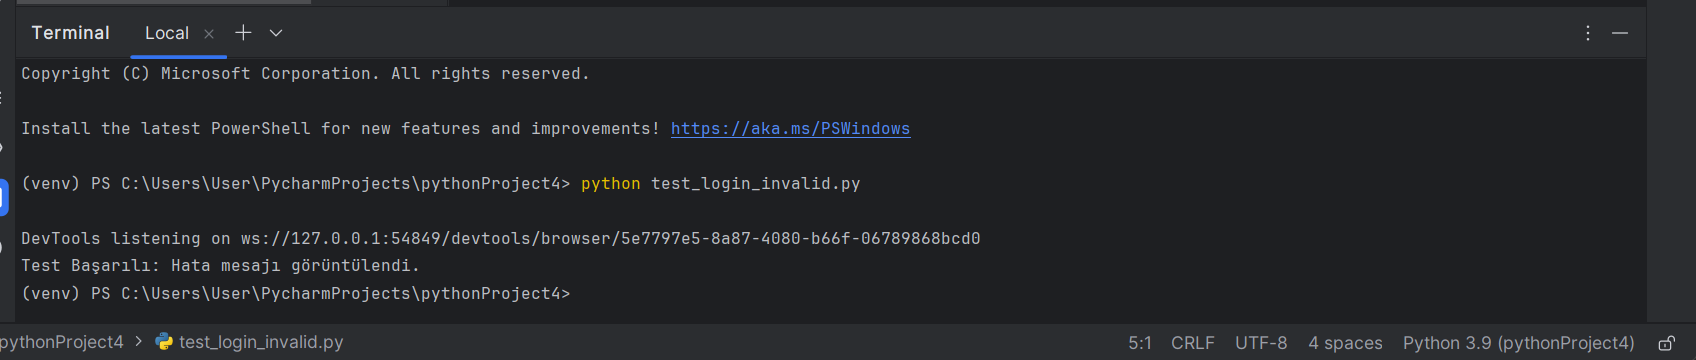 Terminal Local
Copyright (C) Microsoft Corporation. All rights reserved.
Install the latest PowerShell for new features and improvements! https://aka.ms/PSWindows
(venv) PS C:\Users\User\PycharmProjects\pythonProject4> python test_login_invalid.py
DevTools listening on ws://127.0.0.1:54849/devtools/browser/5e7797e5-8a87-4080-b66f-06789868bcd0
Test Başarılı: Hata mesajı görüntülendi.
(venv) PS C:\Users\User\PycharmProjects\pythonProject4>
pythonProject4 > test_login_invalid.py 5:1 CRLF UTF-8 4 spaces Python 3.9 (pythonProject4)